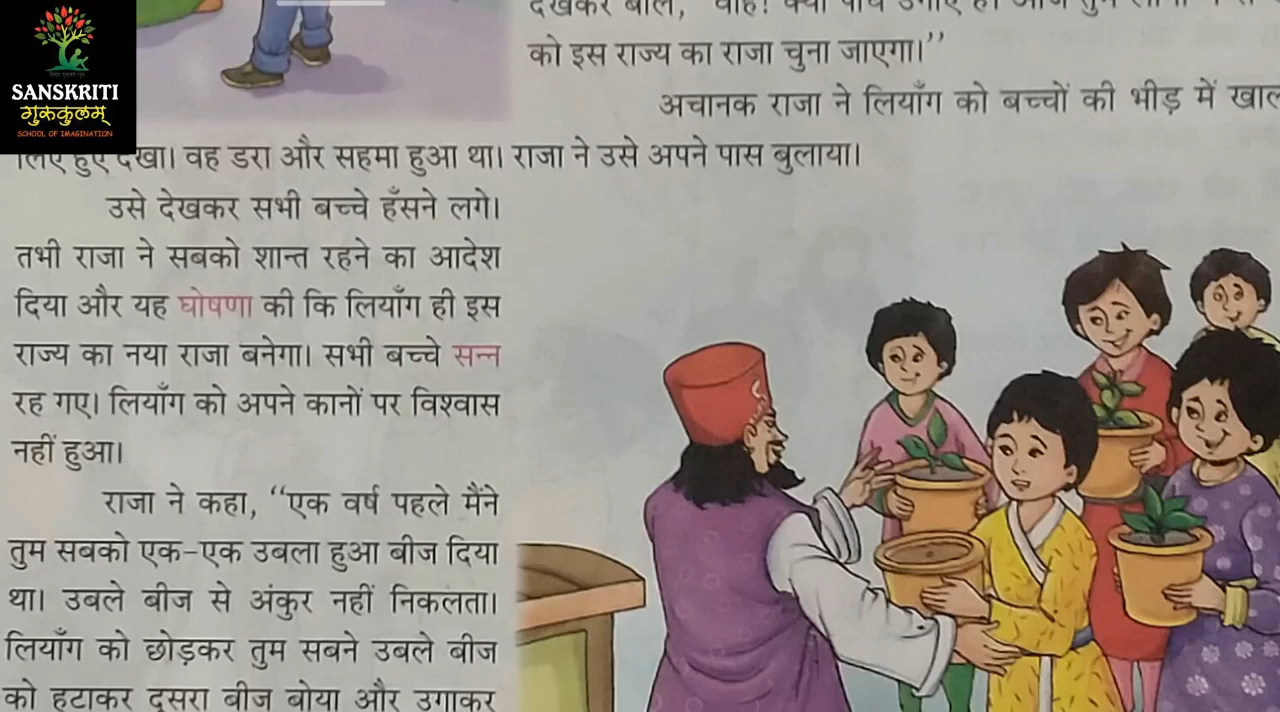 SANSKRITI
गुरुकुलम्
SCHOOL OF IMAGINATION
को इस राज्य का राजा चुना जाएगा।”
अचानक राजा ने लियाँग को बच्चों की भीड़ में
लिए हुए देखा। वह डरा और सहमा हुआ था। राजा ने उसे अपने पास बुलाया।
उसे देखकर सभी बच्चे हँसने लगे।
तभी राजा ने सबको शान्त रहने का आदेश
दिया और यह घोषणा की कि लियाँग ही इस
राज्य का नया राजा बनेगा। सभी बच्चे सन्न
रह गए। लियाँग को अपने कानों पर विश्वास
नहीं हुआ।
राजा ने कहा, “एक वर्ष पहले मैंने
तुम सबको एक-एक उबला हुआ बीज दिया
था। उबले बीज से अंकुर नहीं निकलता।
लियाँग को छोड़कर तुम सबने उबले बीज
को हटाकर दूसरा बीज बोया और उगाकर